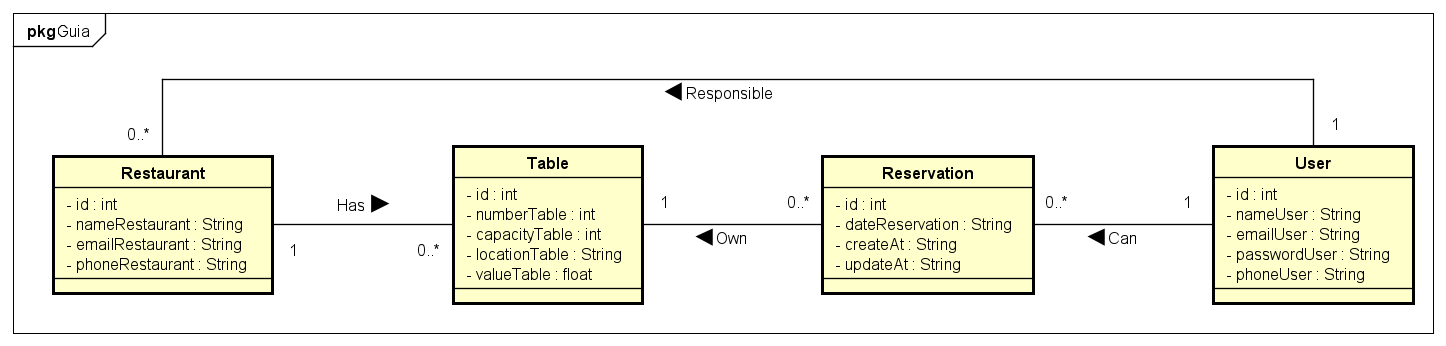 pkgGuia
Responsible
0..*
1
Restaurant
- id : int
- nameRestaurant : String
- emailRestaurant : String
- phoneRestaurant : String
Has
1
0..*
Table
- id : int
- numberTable : int
- capacityTable : int
- locationTable : String
- valueTable : float
1
0..*
Own
Reservation
- id : int
- dateReservation : String
- createAt : String
- updateAt : String
0..*
1
Can
User
- id : int
- nameUser : String
- emailUser : String
- passwordUser : String
- phoneUser : String